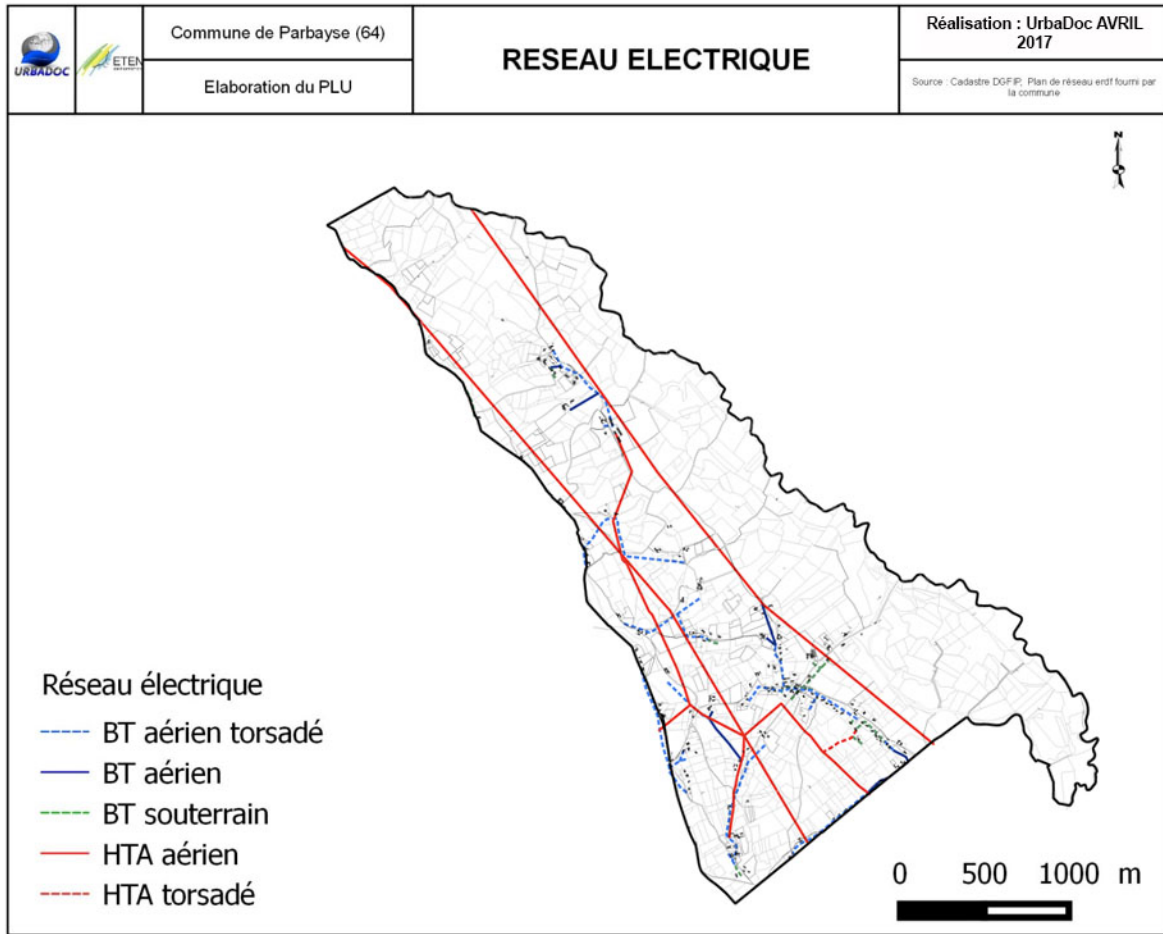 URBADOC
ETEN
Commune de Parbayse (64)
Elaboration du PLU
RESEAU ELECTRIQUE
Réalisation : UrbaDoc AVRIL
2017
Source : Cadastre DGFIP, Plan de réseau erdf fourni par
la commune
N
Réseau électrique
BT aérien torsadé
BT aérien
BT souterrain
HTA aérien
HTA torsadé
0 500 1000 m